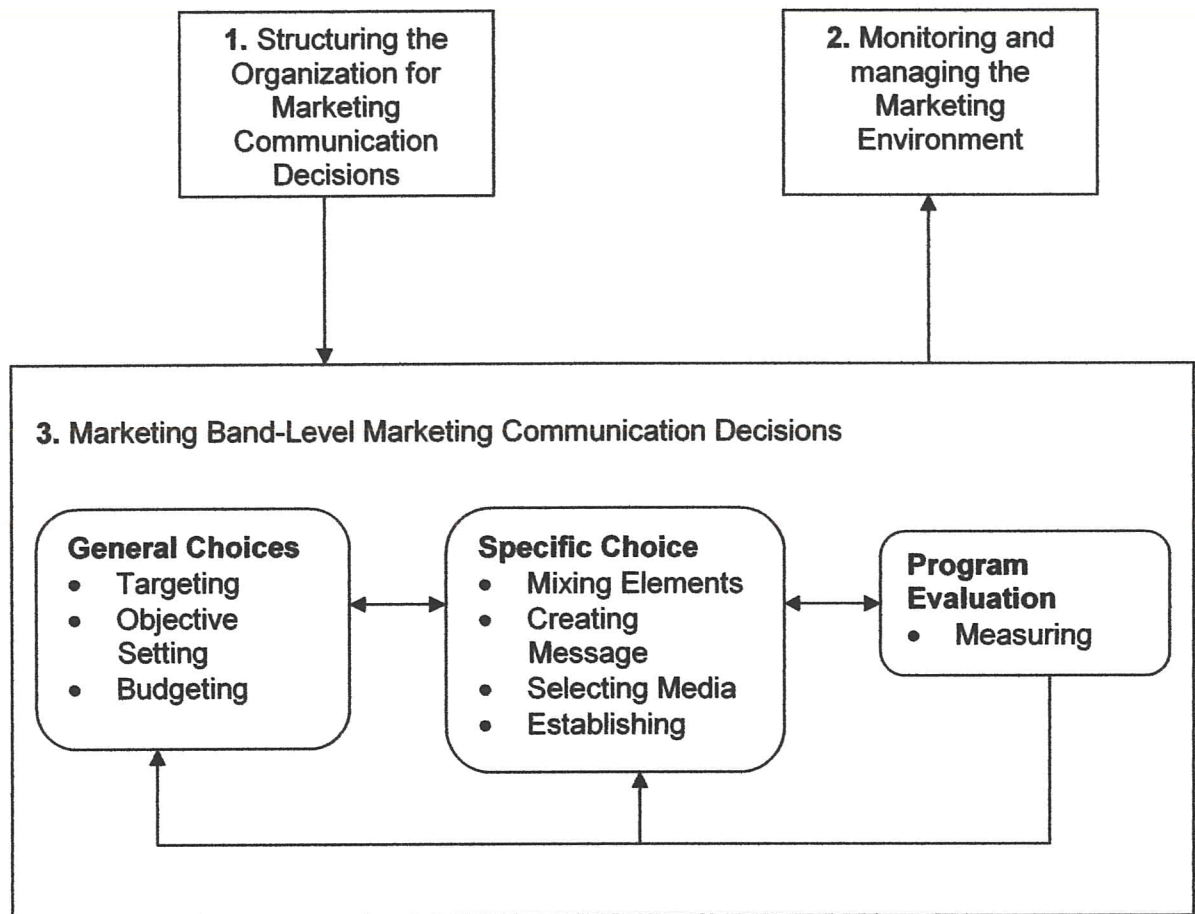 1. Structuring the
Organization for
Marketing
Communication
Decisions
2. Monitoring and
managing the
Marketing
Environment
3. Marketing Band-Level Marketing Communication Decisions
General Choices
• Targeting
• Objective
Setting
• Budgeting
Specific Choice
• Mixing Elements
• Creating
Message
• Selecting Media
• Establishing
Program
Evaluation
• Measuring